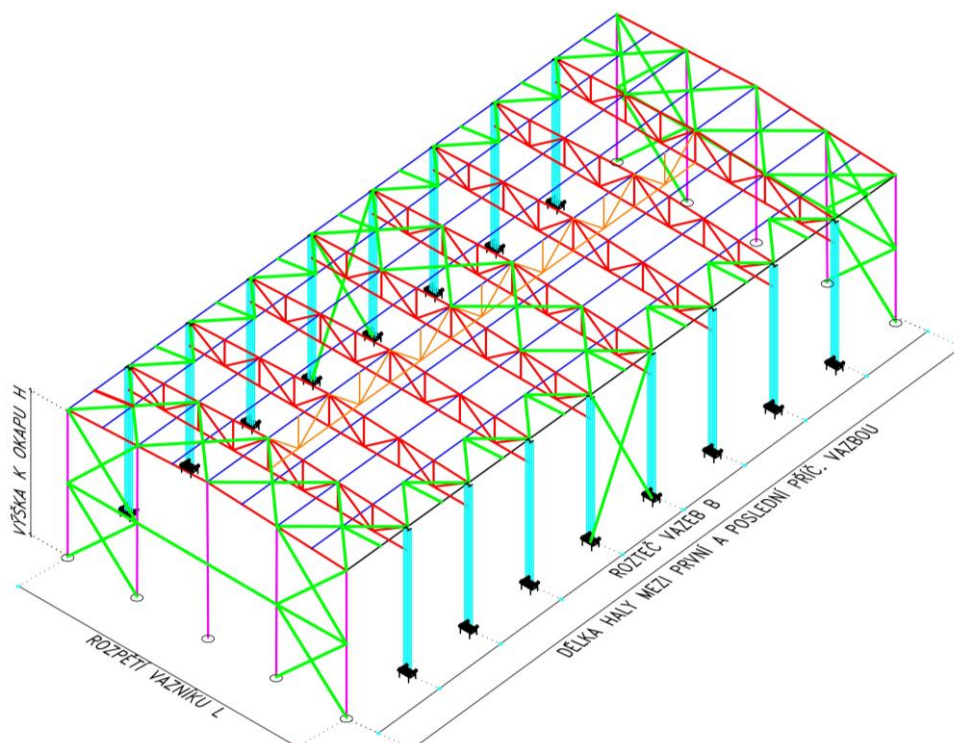 VÝŠKA K OKAPU H
ROZPĚTÍ VAZNÍKU L
ROZTEČ VAZEB B
DÉLKA HALY MEZI PRVNÍ A POSLEDNÍ PŘÍČ. VAZBOU